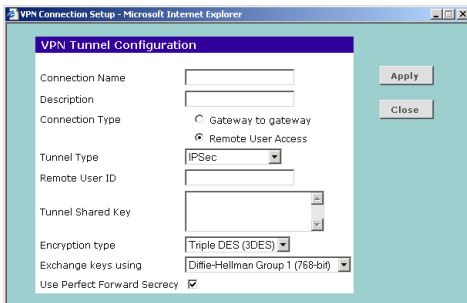 VPN Connection Setup - Microsoft Internet Explorer
VPN Tunnel Configuration
Connection Name
Apply
Description
Close
Connection Type
Gateway to gateway
Remote User Access
Tunnel Type
IPSec
Remote User ID
Tunnel Shared Key
Encryption type
Triple DES (3DES)
Exchange keys using
Diffie-Hellman Group 1 (768-bit)
Use Perfect Forward Secrecy